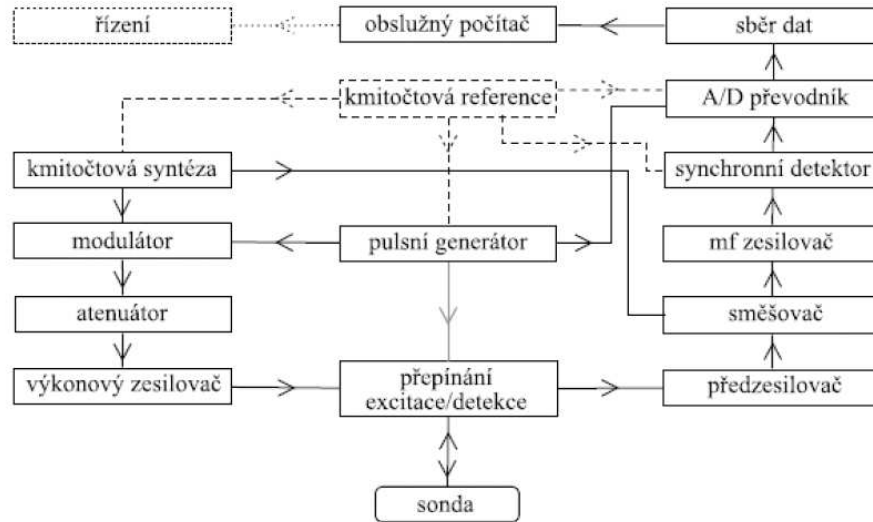 řízení
obslužný počítač
sběr dat
kmitočtová reference
A/D převodník
kmitočtová syntéza
synchronní detektor
modulátor
pulsní generátor
mf zesilovač
atenuátor
směšovač
výkonový zesilovač
přepínání
excitace/detekce
předzesilovač
sonda